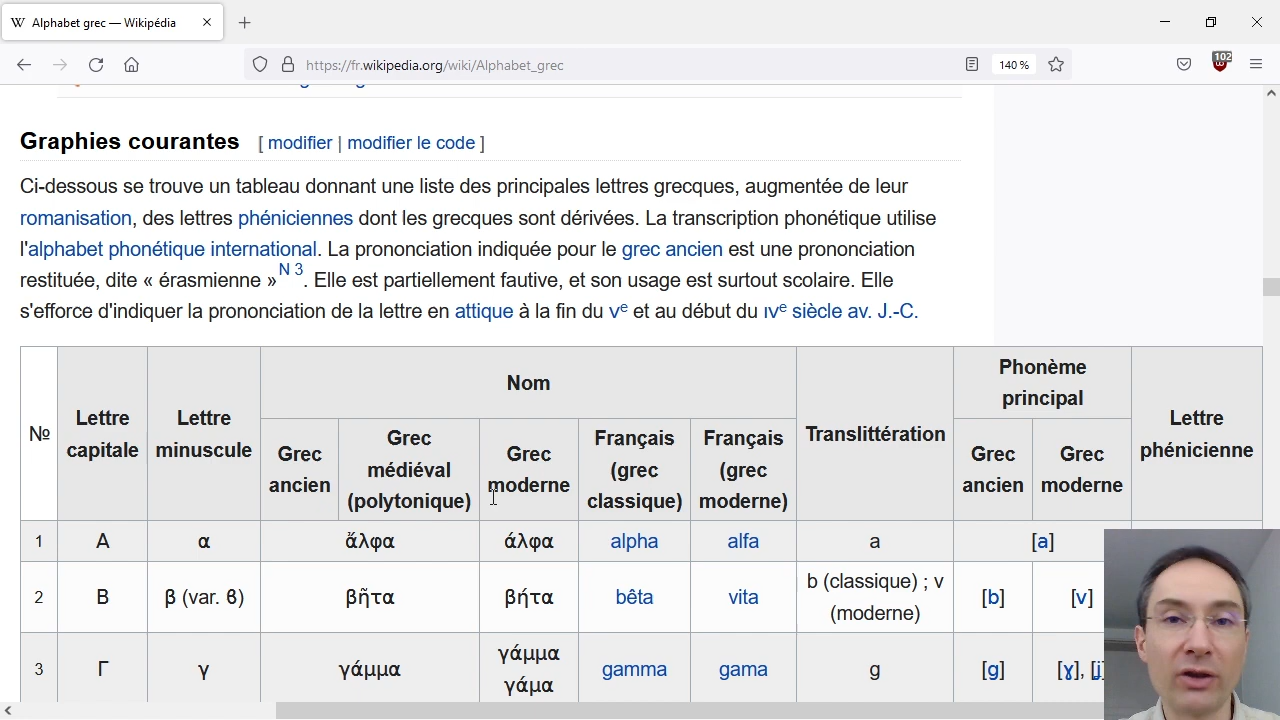 Alphabet grec — Wikipédia
https://fr.wikipedia.org/wiki/Alphabet_grec
140 %
102
Graphies courantes [ modifier | modifier le code ]
Ci-dessous se trouve un tableau donnant une liste des principales lettres grecques, augmentée de leur
romanisation, des lettres phéniciennes dont les grecques sont dérivées. La transcription phonétique utilise
l'alphabet phonétique international. La prononciation indiquée pour le grec ancien est une prononciation
restituée, dite « érasmienne »N 3. Elle est partiellement fautive, et son usage est surtout scolaire. Elle
s'efforce d'indiquer la prononciation de la lettre en attique à la fin du Ve et au début du IVe siècle av. J.-C.
№ Lettre capitale Lettre minuscule Nom Translittération Phonème principal Lettre phénicienne
Grec ancien Grec médiéval (polytonique) Grec moderne Français (grec classique) Français (grec moderne) Grec ancien Grec moderne
1 Α α ἄλφα άλφα alpha alfa a [a]
2 Β β (var. ϐ) βῆτα βήτα bêta vita b (classique) ; v (moderne) [b] [v]
3 Γ γ γάμμα γάμμα γάμα gamma gama g [g] [ɣ], [ʝ]